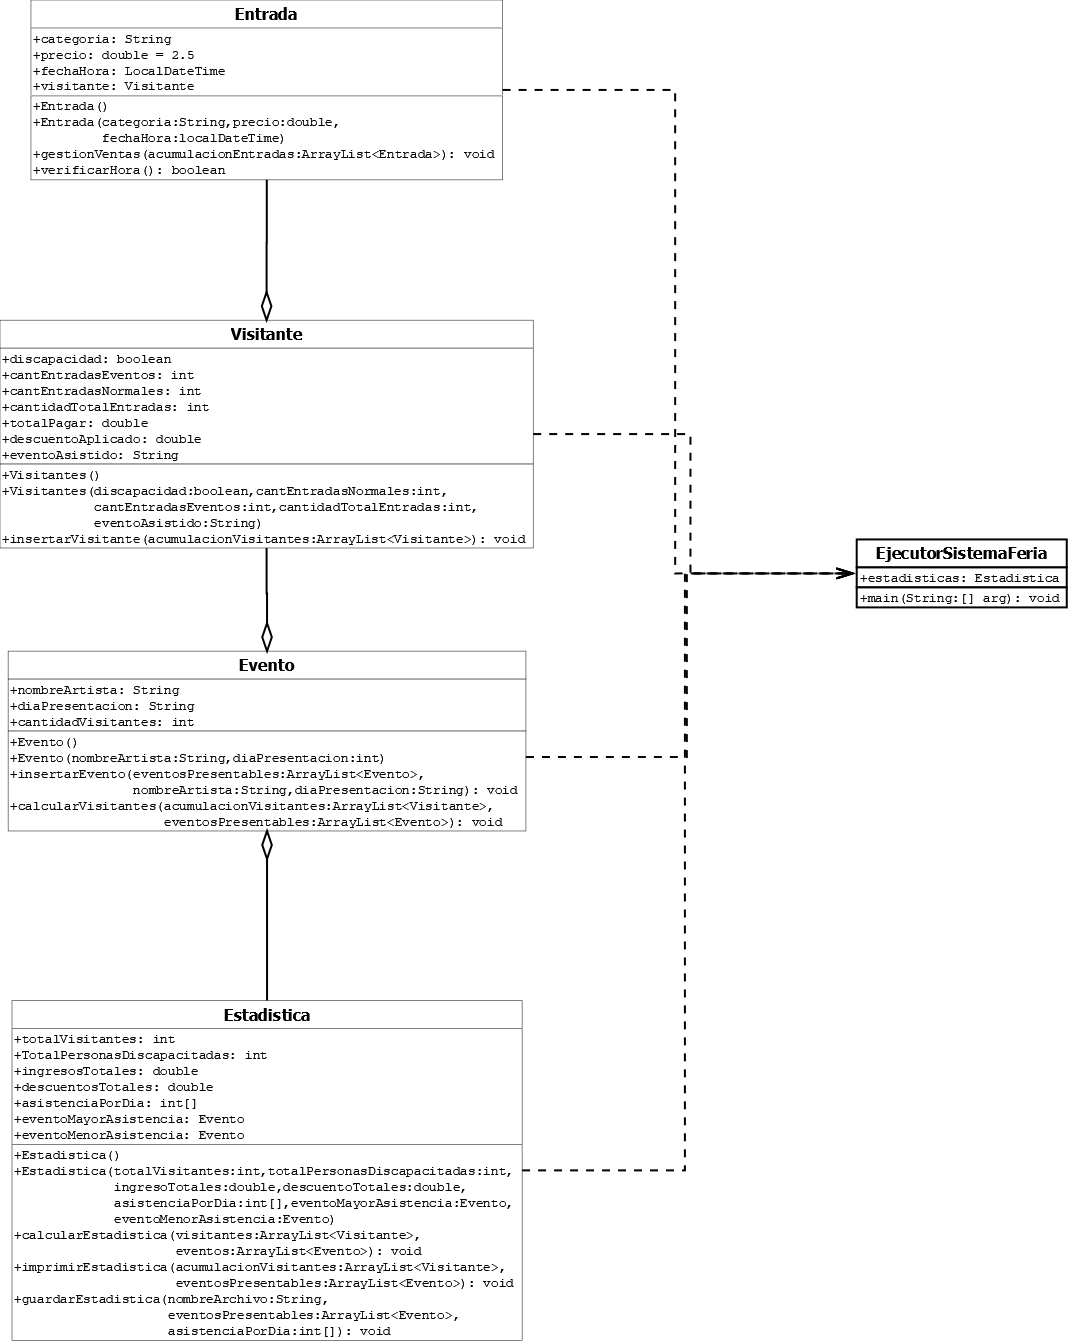 Entrada
+categoria: String
+precio: double = 2.5
+fechaHora: LocalDateTime
+visitante: Visitante
+Entrada()
+Entrada(categoria:String,precio:double,
fechaHora:localDateTime)
+gestionVentas(acumulacionEntradas:ArrayList<Entrada>): void
+verificarHora(): boolean
Visitante
+discapacidad: boolean
+cantEntradasEventos: int
+cantEntradasNormales: int
+cantidadTotalEntradas: int
+totalPagar: double
+descuentoAplicado: double
+eventoAsistido: String
+Visitantes()
+Visitantes(discapacidad:boolean,cantEntradasNormales:int,
cantEntradasEventos:int,cantidadTotalEntradas:int,
eventoAsistido:String)
+insertarVisitante(acumulacionVisitantes:ArrayList<Visitante>): void
EjecutorSistemaFeria
+estadisticas: Estadistica
+main(String:[] arg): void
Evento
+nombreArtista: String
+diaPresentacion: String
+cantidadVisitantes: int
+Evento()
+Evento(nombreArtista:String,diaPresentacion:int)
+insertarEvento(eventosPresentables:ArrayList<Evento>,
nombreArtista:String,diaPresentacion:String): void
+calcularVisitantes(acumulacionVisitantes:ArrayList<Visitante>,
eventosPresentables:ArrayList<Evento>): void
Estadistica
+totalVisitantes: int
+TotalPersonasDiscapacitadas: int
+ingresosTotales: double
+descuentosTotales: double
+asistenciaPorDia: int[]
+eventoMayorAsistencia: Evento
+eventoMenorAsistencia: Evento
+Estadistica()
+Estadistica(totalVisitantes:int,totalPersonasDiscapacitadas:int,
ingresoTotales:double,descuentoTotales:double,
asistenciaPorDia:int[],eventoMayorAsistencia:Evento,
eventoMenorAsistencia:Evento)
+calcularEstadistica(visitantes:ArrayList<Visitante>,
eventos:ArrayList<Evento>): void
+imprimirEstadistica(acumulacionVisitantes:ArrayList<Visitante>,
eventosPresentables:ArrayList<Evento>): void
+guardarEstadistica(nombreArchivo:String,
eventosPresentables:ArrayList<Evento>,
asistenciaPorDia:int[]): void